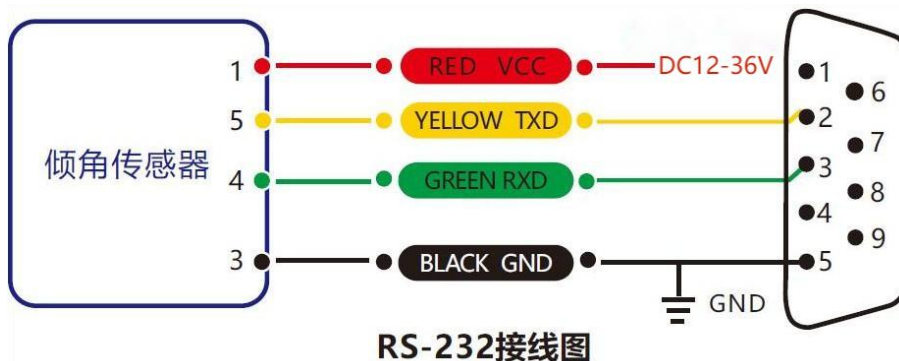 倾角传感器
1 RED VCC DC12-36V
5 YELLOW TXD
4 GREEN RXD
3 BLACK GND
GND
1
2
3
4
5
6
7
8
9
RS-232接线图